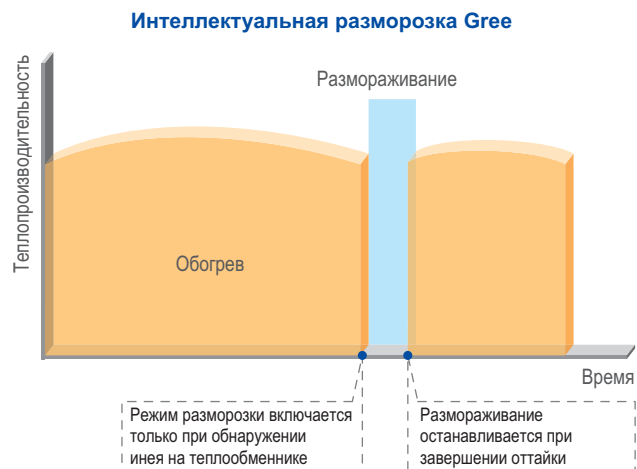 Интеллектуальная разморозка Gree
Теплопроизводительность
Размораживание
Обогрев
Время
Режим разморозки включается
только при обнаружении
инея на теплообменнике
Размораживание
останавливается при
завершении оттайки